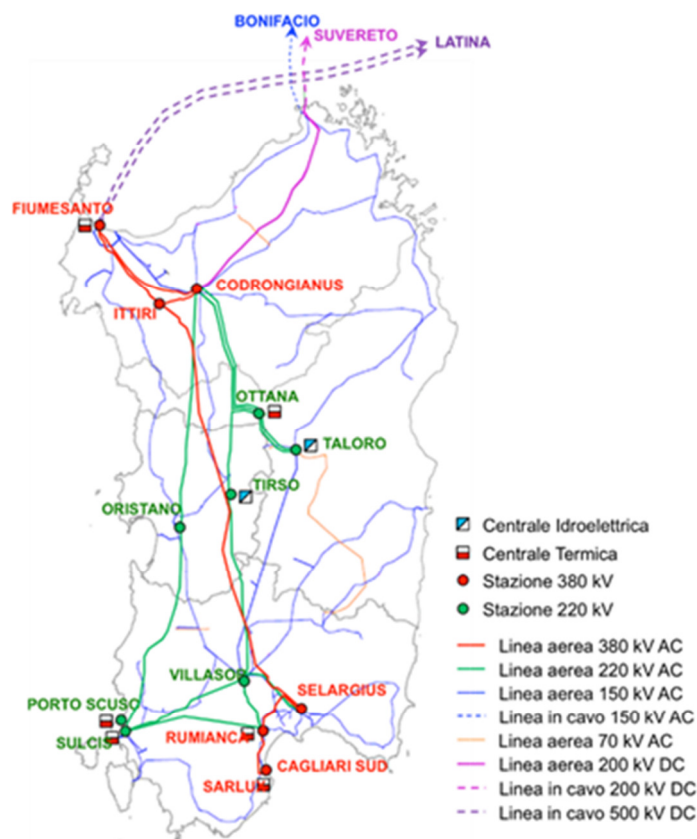 BONIFACIO
SUVERETO
LATINA
FIUMESANTO
CODRONGIANUS
ITTIRI
OTTANA
TALORO
TIRSO
ORISTANO
VILLASOR
PORTO SCUSO
SELARGIUS
SULCIS
RUMIANCA
CAGLIARI SUD
SARLU
Centrale Idroelettrica
Centrale Termica
Stazione 380 kV
Stazione 220 kV
Linea aerea 380 kV AC
Linea aerea 220 kV AC
Linea aerea 150 kV AC
Linea in cavo 150 kV AC
Linea aerea 70 kV AC
Linea aerea 200 kV DC
Linea in cavo 200 kV DC
Linea in cavo 500 kV DC